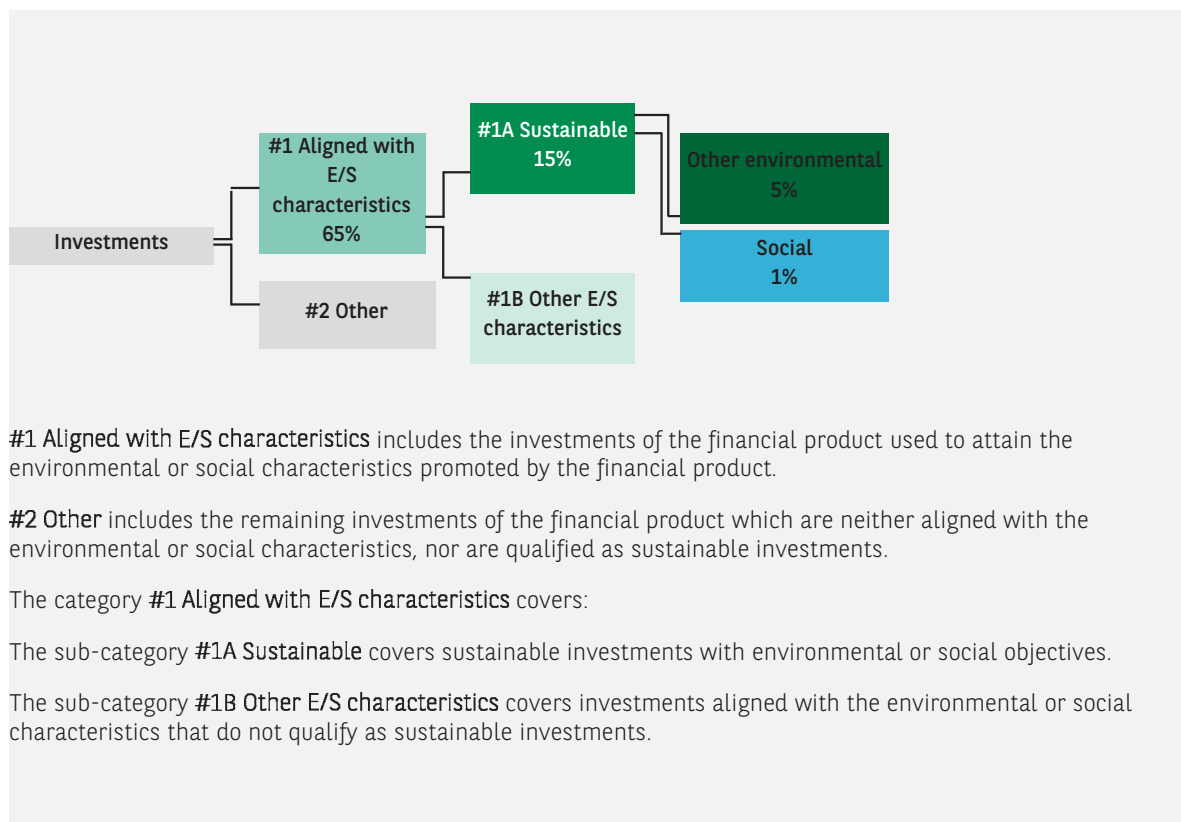 Investments
#1 Aligned with
E/S
characteristics
65%
#2 Other
#1A Sustainable
15%
#1B Other E/S
characteristics
Other environmental
5%
Social
1%
#1 Aligned with E/S characteristics includes the investments of the financial product used to attain the
environmental or social characteristics promoted by the financial product.
#2 Other includes the remaining investments of the financial product which are neither aligned with the
environmental or social characteristics, nor are qualified as sustainable investments.
The category #1 Aligned with E/S characteristics covers:
The sub-category #1A Sustainable covers sustainable investments with environmental or social objectives.
The sub-category #1B Other E/S characteristics covers investments aligned with the environmental or social
characteristics that do not qualify as sustainable investments.